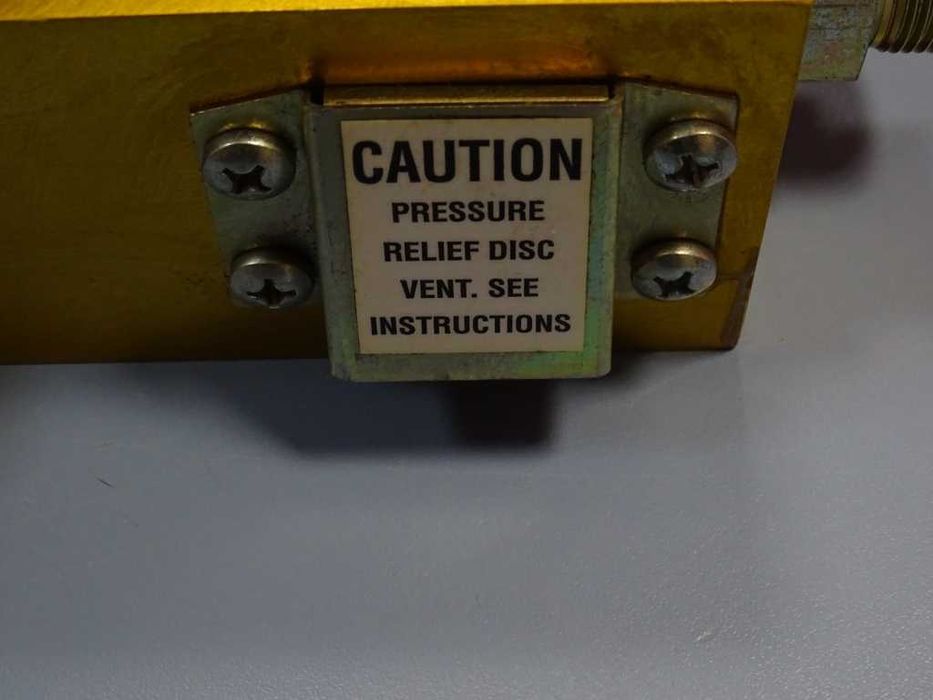 CAUTION
PRESSURE
RELIEF DISC
VENT. SEE
INSTRUCTIONS